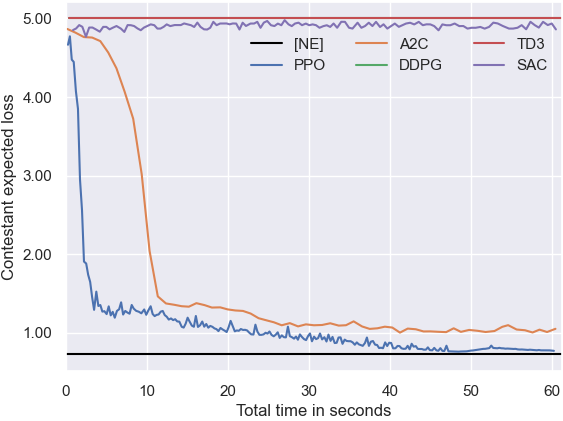 5.00
4.00
3.00
2.00
1.00
Contestant expected loss
[NE] A2C TD3
PPO DDPG SAC
0 10 20 30 40 50 60
Total time in seconds